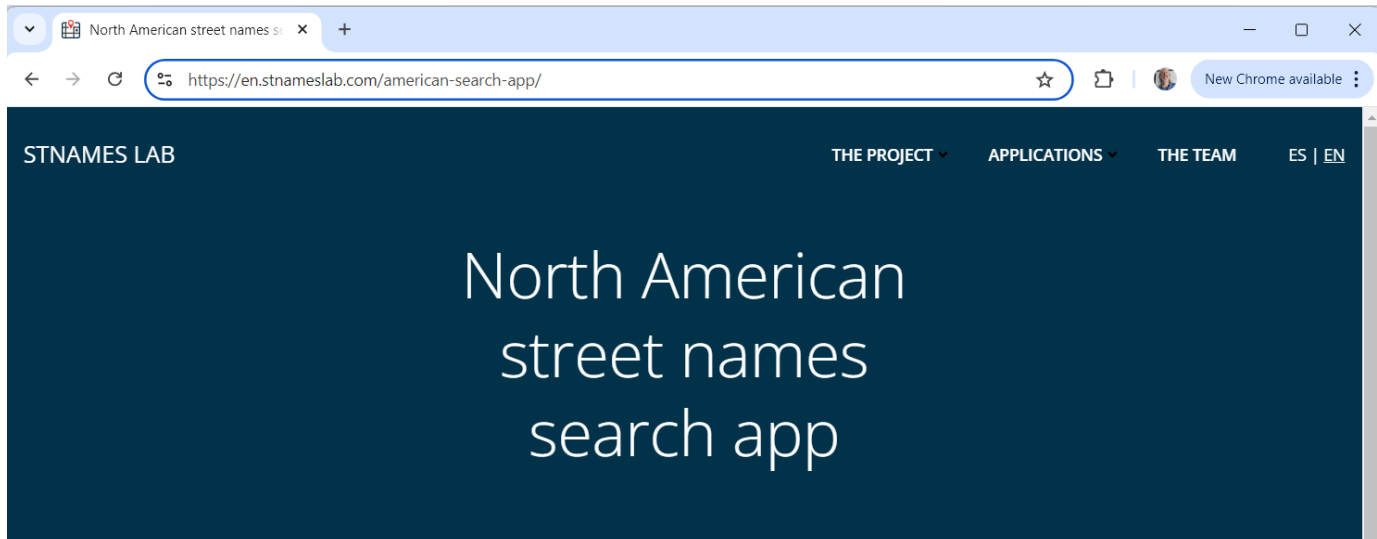 North American street names se
https://en.stnameslab.com/american-search-app/
New Chrome available
STNAMES LAB
THE PROJECT
APPLICATIONS
THE TEAM
ES | EN
North American
street names
search app